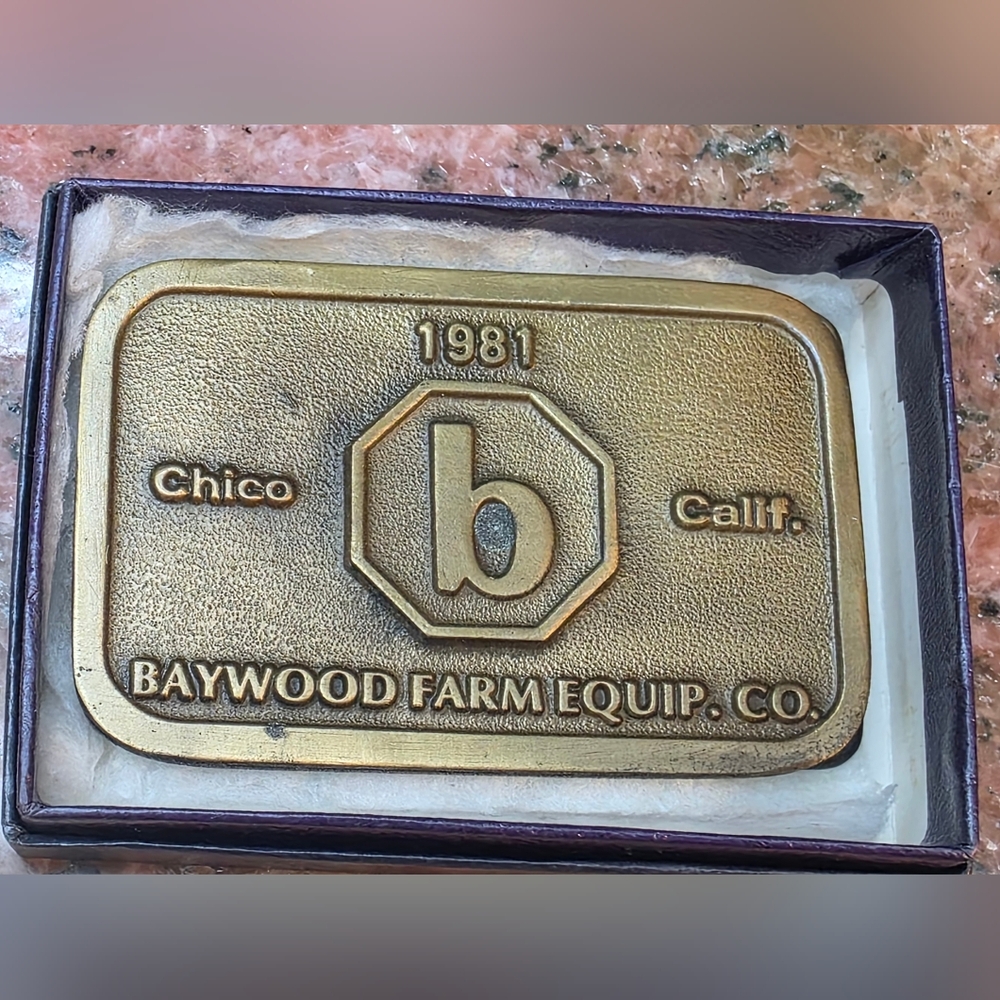 1981
b
Chico
Calif.
BAYWOOD FARM EQUIP. CO.